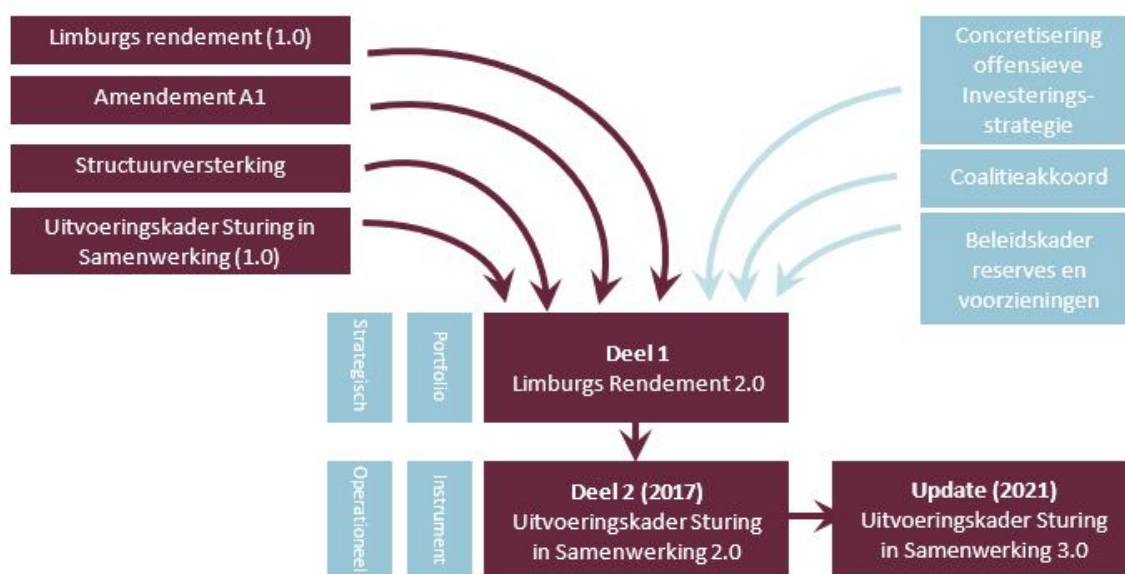 Limburgs rendement (1.0)
Amendement A1
Structuurversterking
Uitvoeringskader Sturing in
Samenwerking (1.0)
Concretisering
offensieve
Investerings-
strategie
Coalitieakkoord
Beleidskader
reserves en
voorzieningen
Strategisch
Portfolio
Deel 1
Limburgs Rendement 2.0
Operationeel
Instrument
Deel 2 (2017)
Uitvoeringskader Sturing
in Samenwerking 2.0
Update (2021)
Uitvoeringskader Sturing
in Samenwerking 3.0